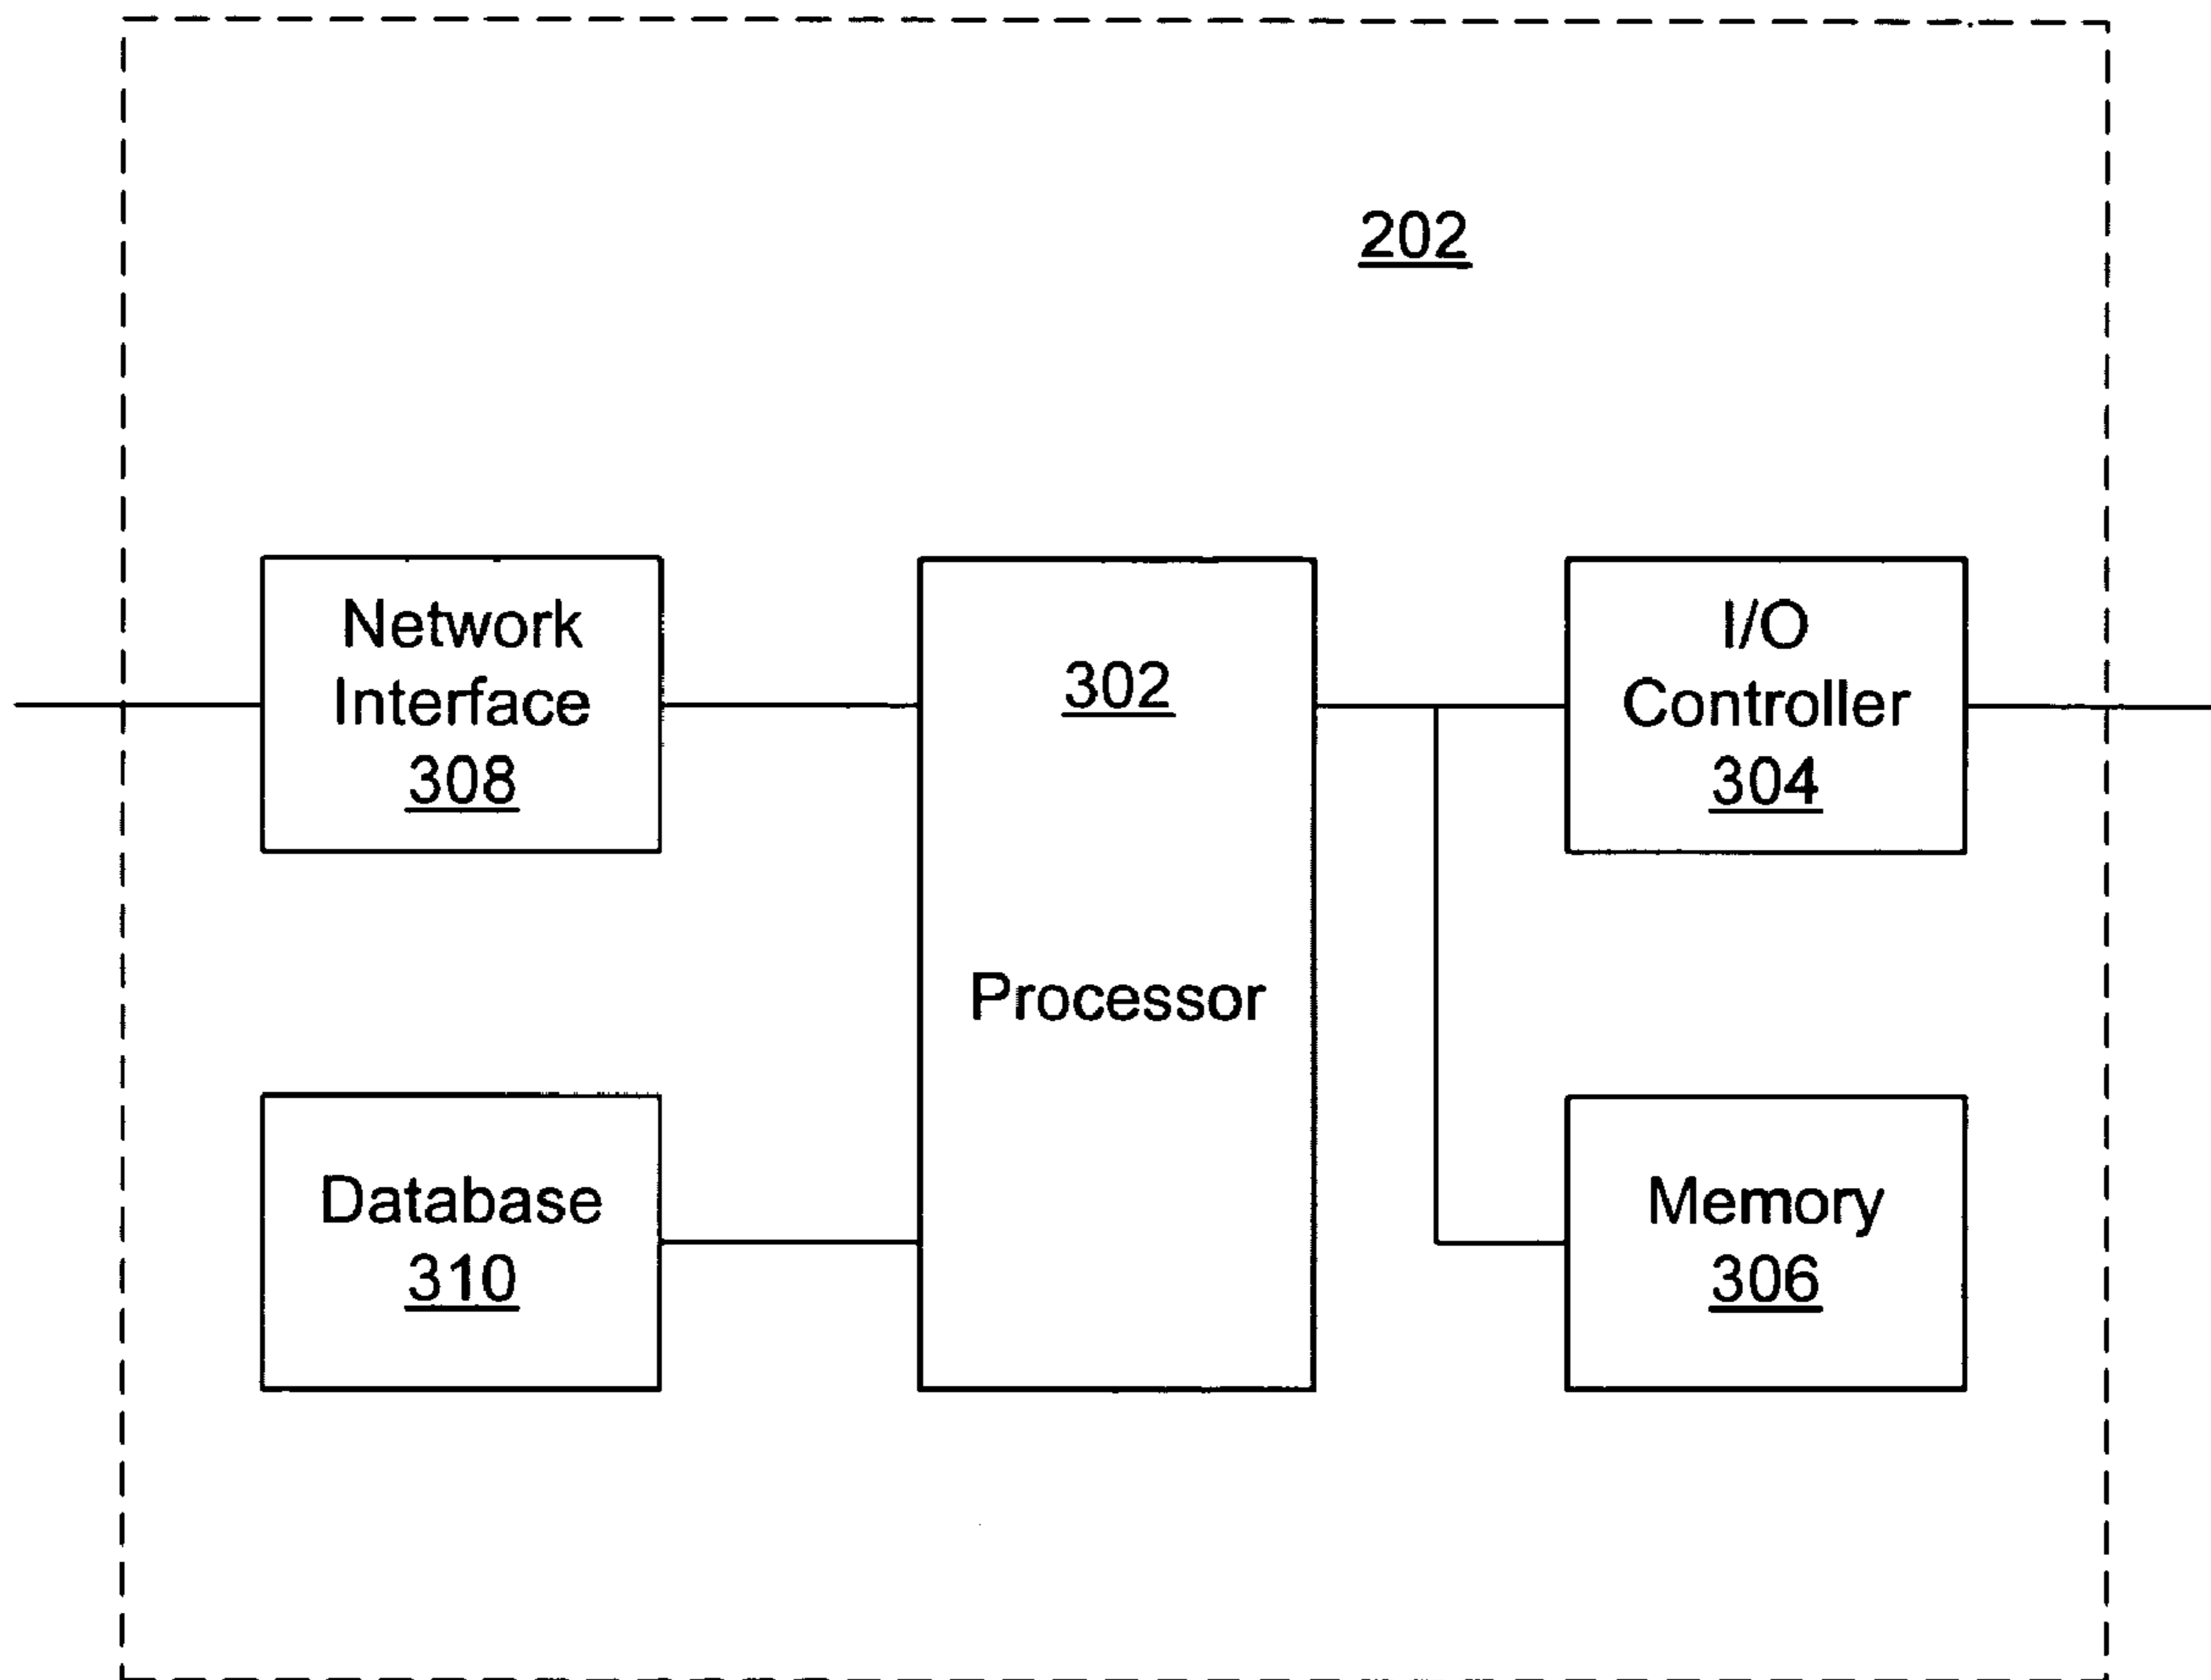 202
Network
Interface
308
302
Processor
I/O
Controller
304
Database
310
Memory
306